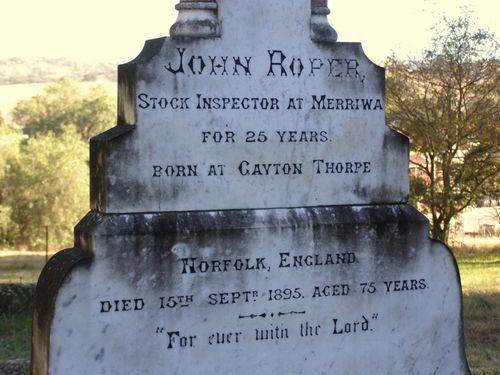 JOHN ROPER,
STOCK INSPECTOR AT MERRIWA
FOR 25 YEARS.
BORN AT GAYTON THORPE
NORFOLK, ENGLAND.
DIED 15TH SEPTR 1895. AGED 75 YEARS
"For ever with the Lord."